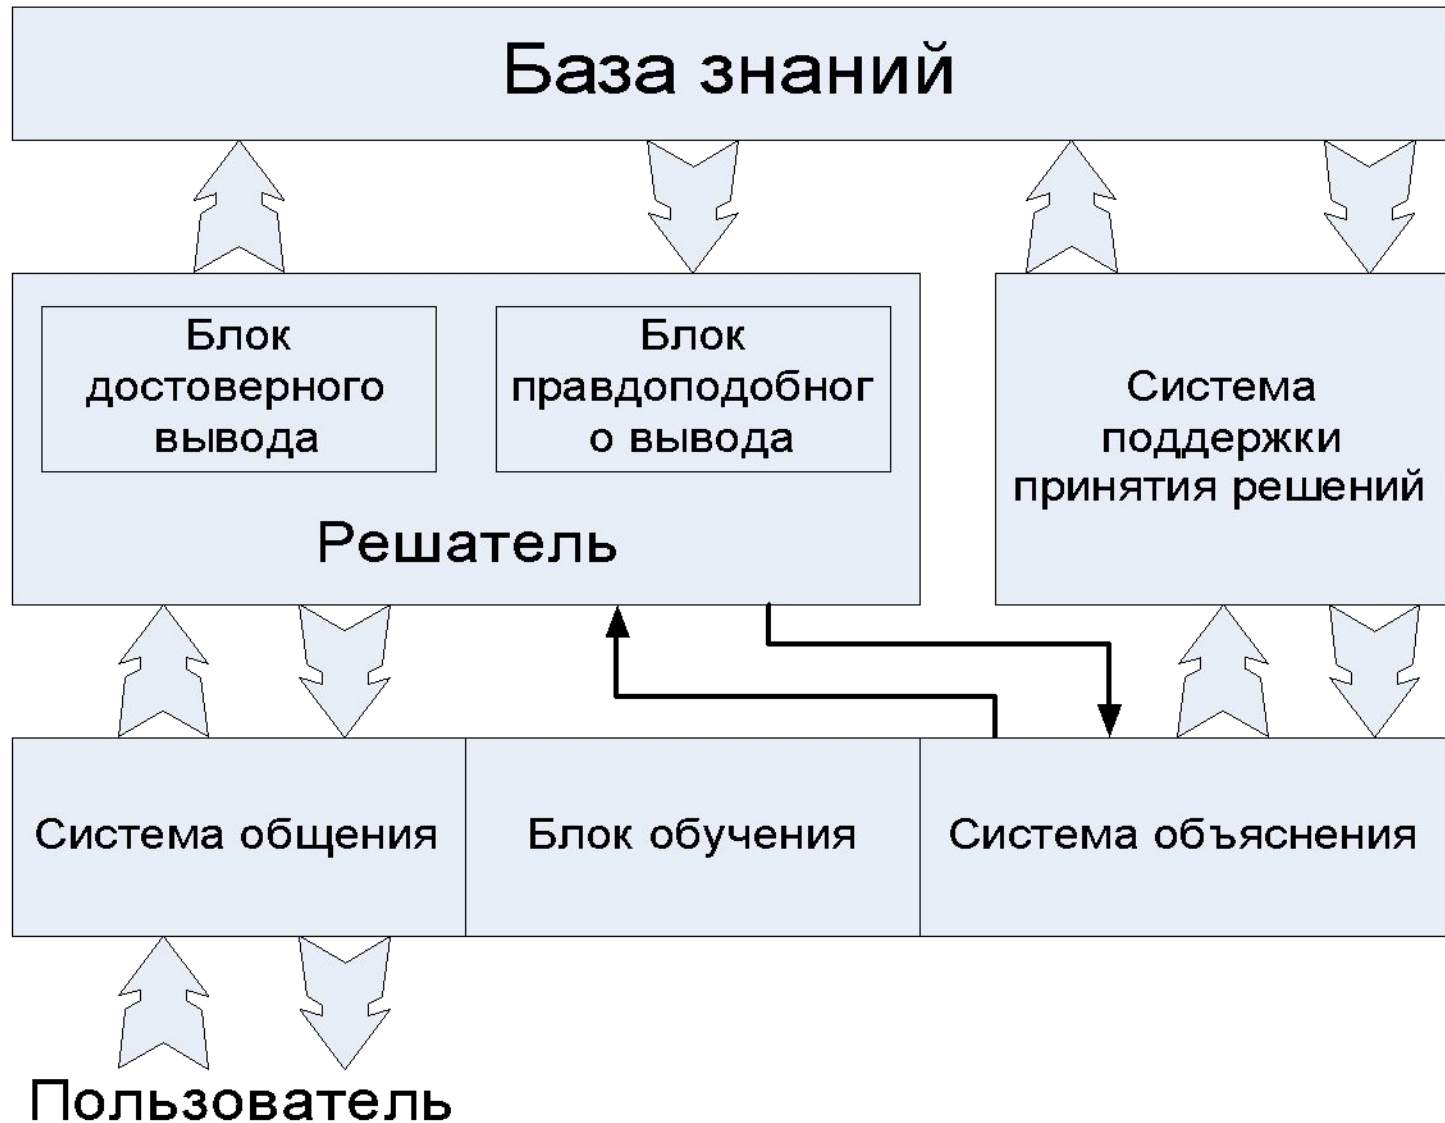 База знаний
Блок
достоверного
вывода
Блок
правдоподобног
о вывода
Решатель
Система
поддержки
принятия решений
Система общения
Блок обучения
Система объяснения
Пользователь